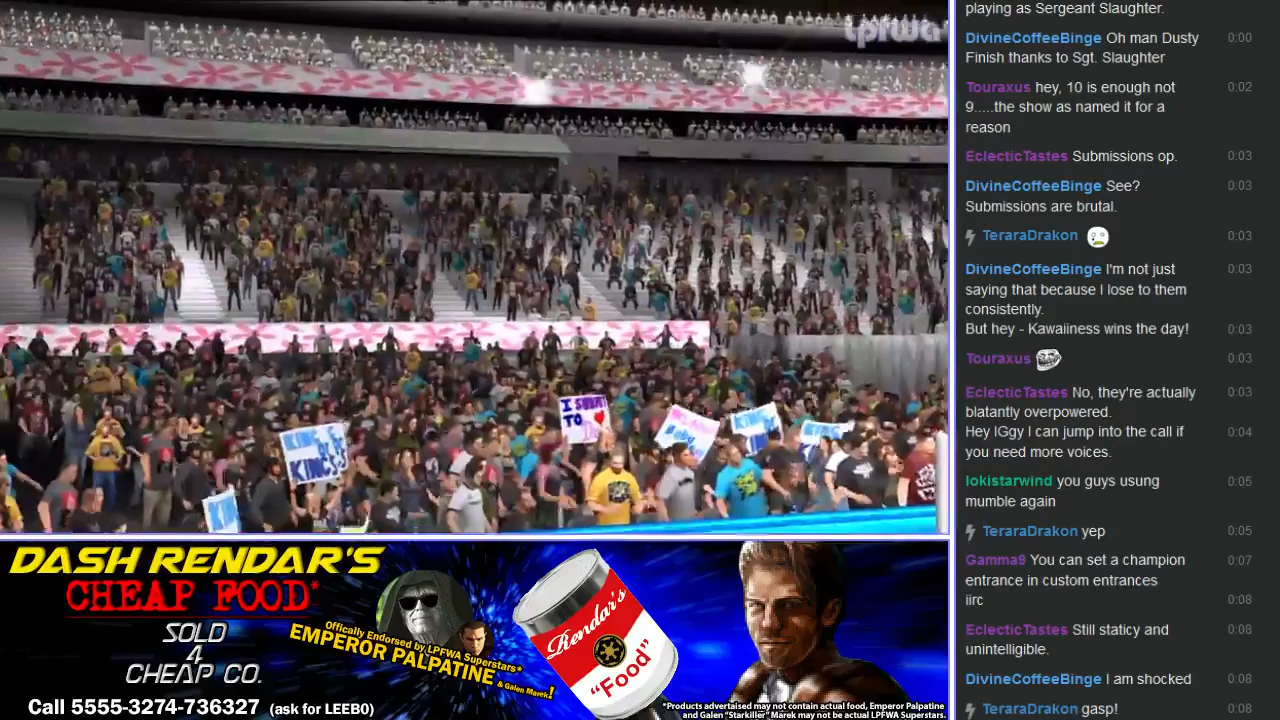 lpfwa
KING OF KINGS
I SUBMIT
TO
DASH RENDAR'S
CHEAP FOOD*
SOLD
4
CHEAP CO.
Call 5555-3274-736327 (ask for LEEB0)
Offically Endorsed by LPFWA Superstars*
EMPEROR PALPATINE
& Galen Marek!
Rendar's
"Food"
*Products advertaised may not contain actual food, Emperor Palpatine
and Galen "Starkiller" Marek may not be actual LPFWA Superstars.
playing as Sergeant Slaughter.
DivineCoffeeBinge Oh man Dusty 0:00
Finish thanks to Sgt. Slaughter
Touraxus hey, 10 is enough not 0:02
9.....the show as named it for a
reason
EclecticTastes Submissions op. 0:03
DivineCoffeeBinge See? 0:03
Submissions are brutal.
TeraraDrakon 0:03
DivineCoffeeBinge I'm not just 0:03
saying that because I lose to them
consistently.
But hey - Kawaiiness wins the day! 0:03
Touraxus 0:03
EclecticTastes No, they're actually 0:03
blatantly overpowered.
Hey IGgy I can jump into the call if 0:04
you need more voices.
lokistarwind you guys usung 0:05
mumble again
TeraraDrakon yep 0:05
Gamma9 You can set a champion 0:07
entrance in custom entrances
iirc 0:08
EclecticTastes Still staticy and 0:08
unintelligible.
DivineCoffeeBinge I am shocked 0:08
TeraraDrakon gasp! 0:08